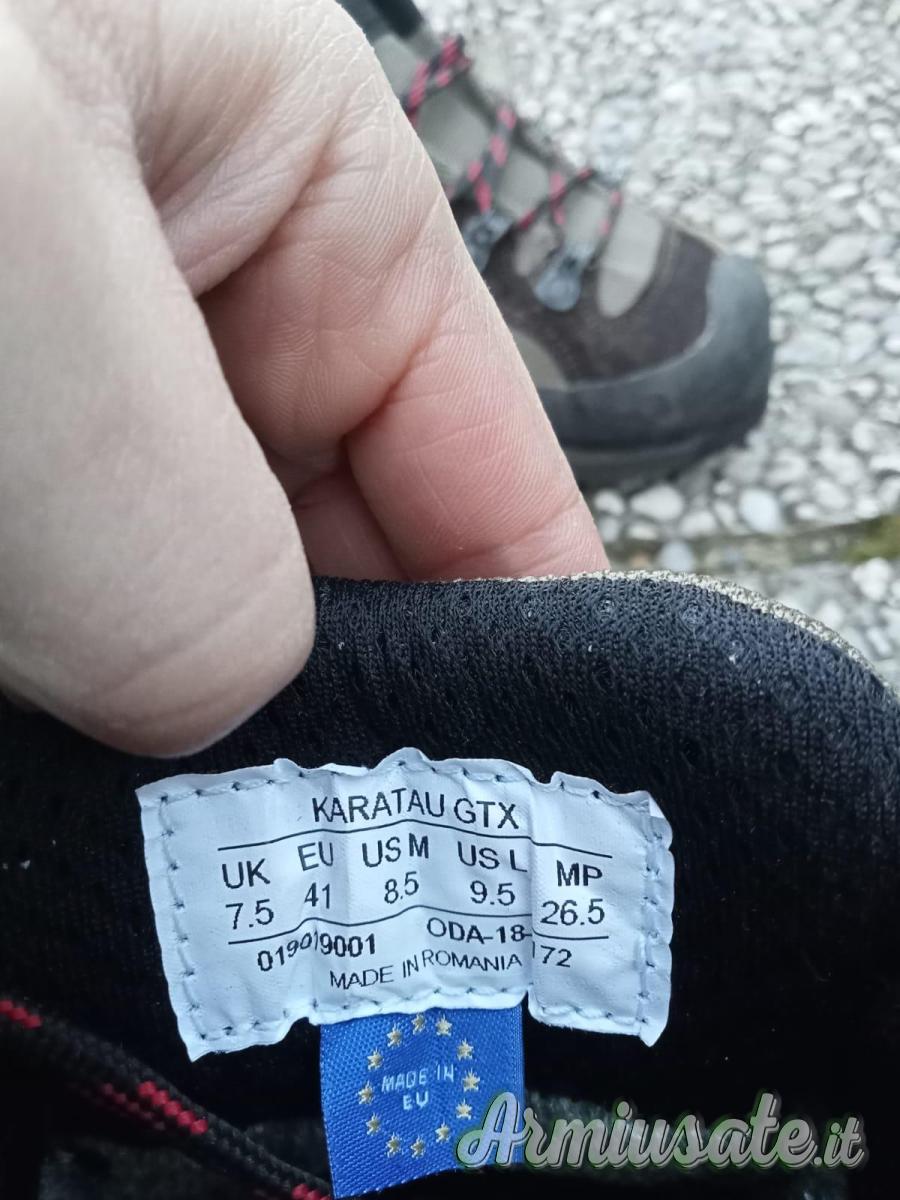 KARATAU GTX
UK EU US M US L MP
7.5 41 8.5 9.5 26.5
019019001 ODA-18-172
MADE IN ROMANIA
MADE IN
EU
Armiusate.it